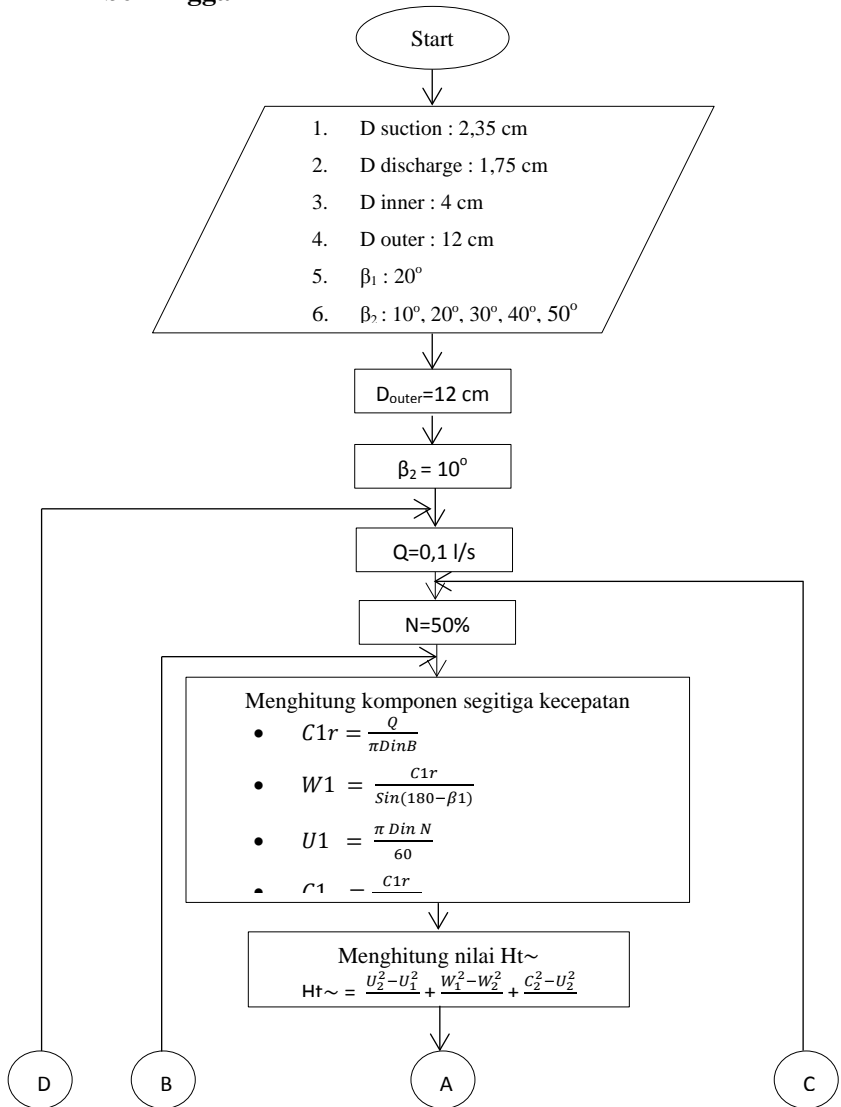 Start
1. D suction : 2,35 cm
2. D discharge : 1,75 cm
3. D inner : 4 cm
4. D outer : 12 cm
5. β₁ : 20°
6. β₂ : 10°, 20°, 30°, 40°, 50°
D_outer=12 cm
β₂ = 10°
Q=0,1 l/s
N=50%
Menghitung komponen segitiga kecepatan
• C1r = Q / πDinB
• W1 = C1r / Sin(180−β1)
• U1 = π Din N / 60
• C1 = C1r
Menghitung nilai Ht~
Ht~ = U₂²−U₁² + W₁²−W₂² + C₂²−U₂²
D B A C